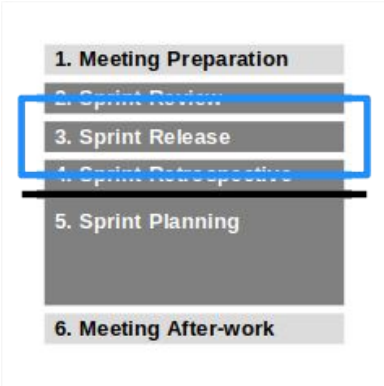 1. Meeting Preparation
2. Sprint Review
3. Sprint Release
4. Sprint Retrospective
5. Sprint Planning
6. Meeting After-work